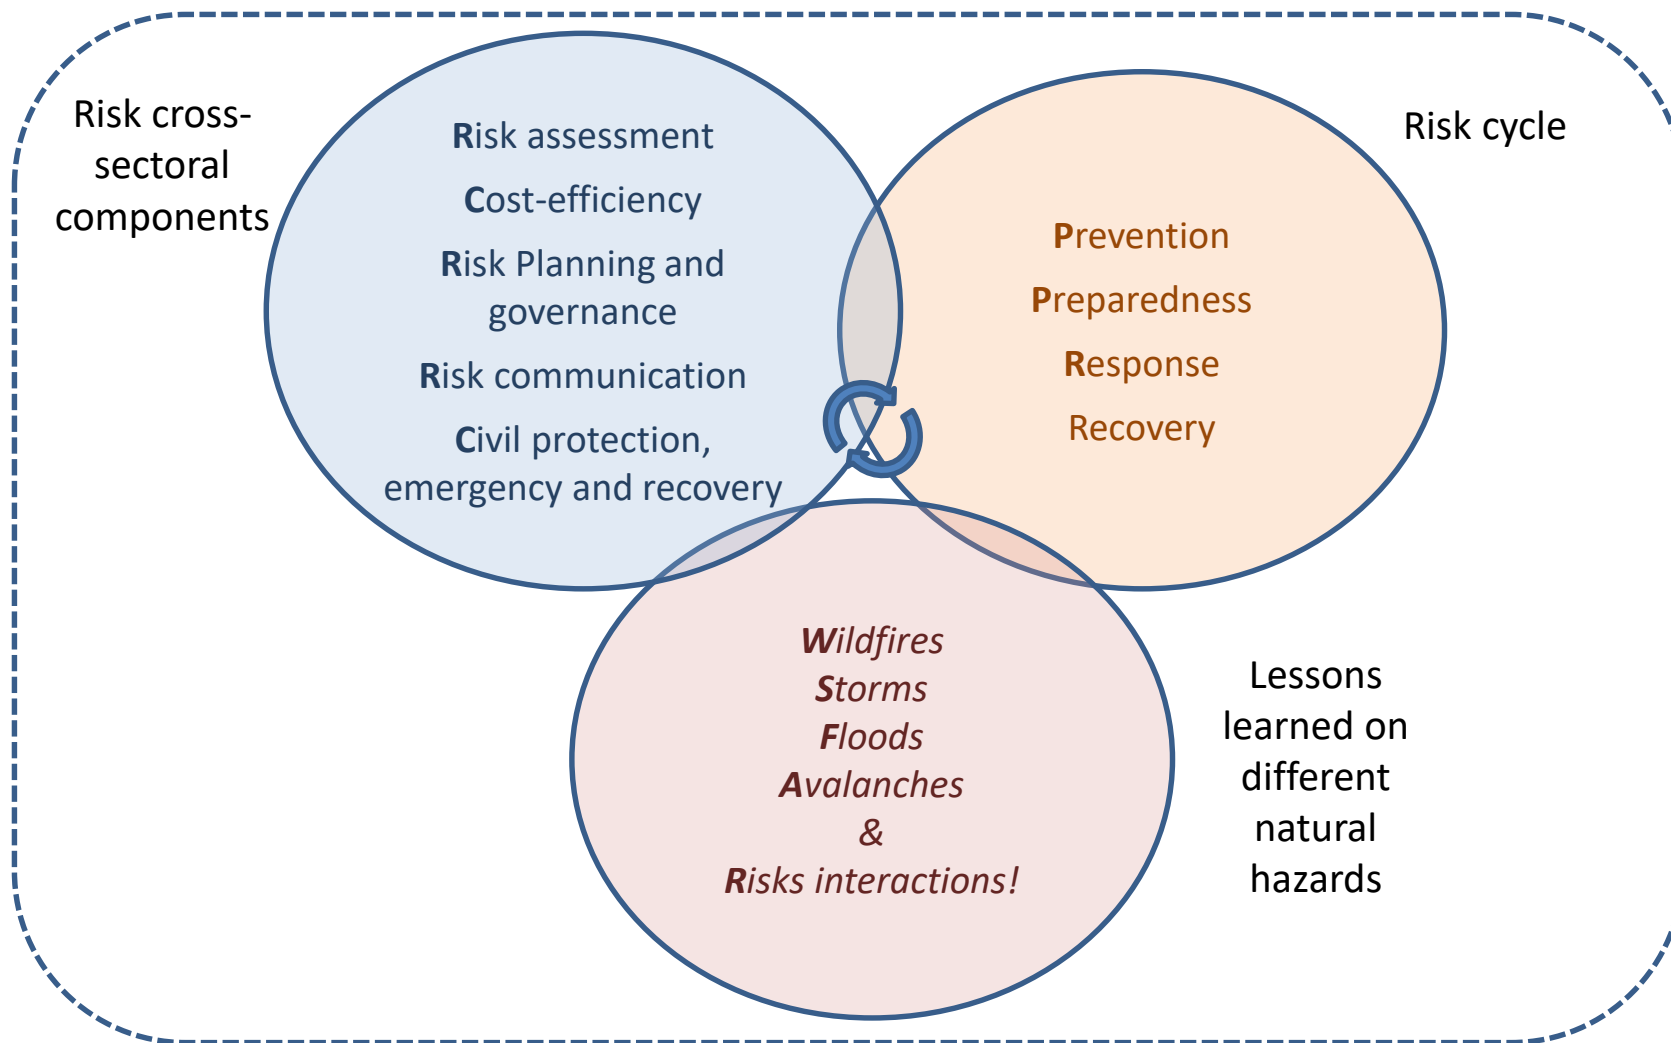 Risk cross-
sectoral
components
Risk assessment
Cost-efficiency
Risk Planning and
governance
Risk communication
Civil protection,
emergency and recovery
Risk cycle
Prevention
Preparedness
Response
Recovery
Wildfires
Storms
Floods
Avalanches
&
Risks interactions!
Lessons
learned on
different
natural
hazards